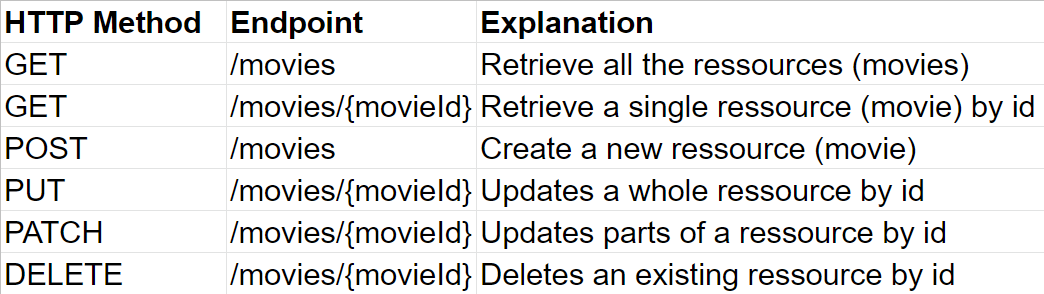 HTTP Method Endpoint Explanation
GET /movies Retrieve all the ressources (movies)
GET /movies/{movieId} Retrieve a single ressource (movie) by id
POST /movies Create a new ressource (movie)
PUT /movies/{movieId} Updates a whole ressource by id
PATCH /movies/{movieId} Updates parts of a ressource by id
DELETE /movies/{movieId} Deletes an existing ressource by id